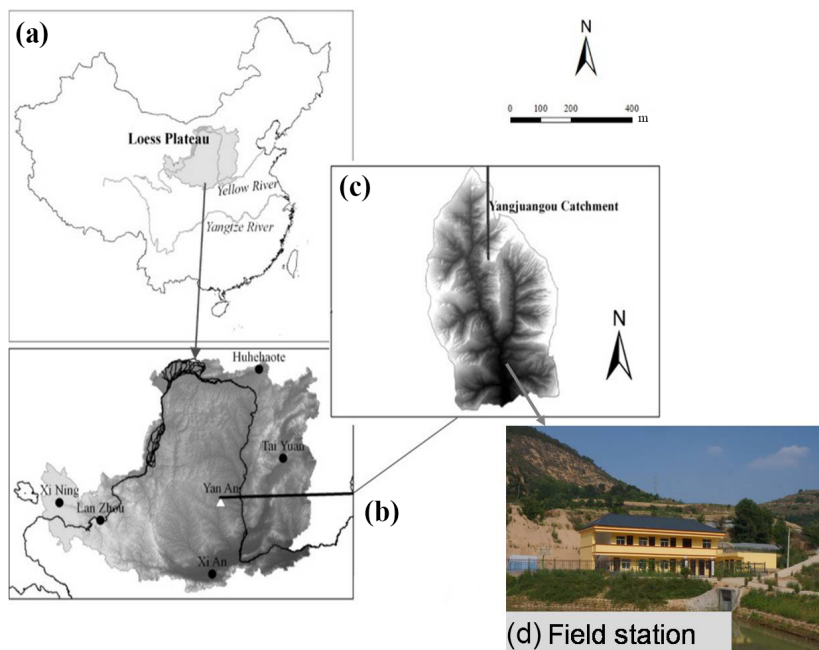 (a)
Loess Plateau
Yellow River
Yangtze River
N
0 100 200 400 m
(c)
Yangjuangou Catchment
N
Huhehaote
Tai Yuan
Xi Ning
Yan An
Lan Zhou
(b)
Xi An
(d) Field station